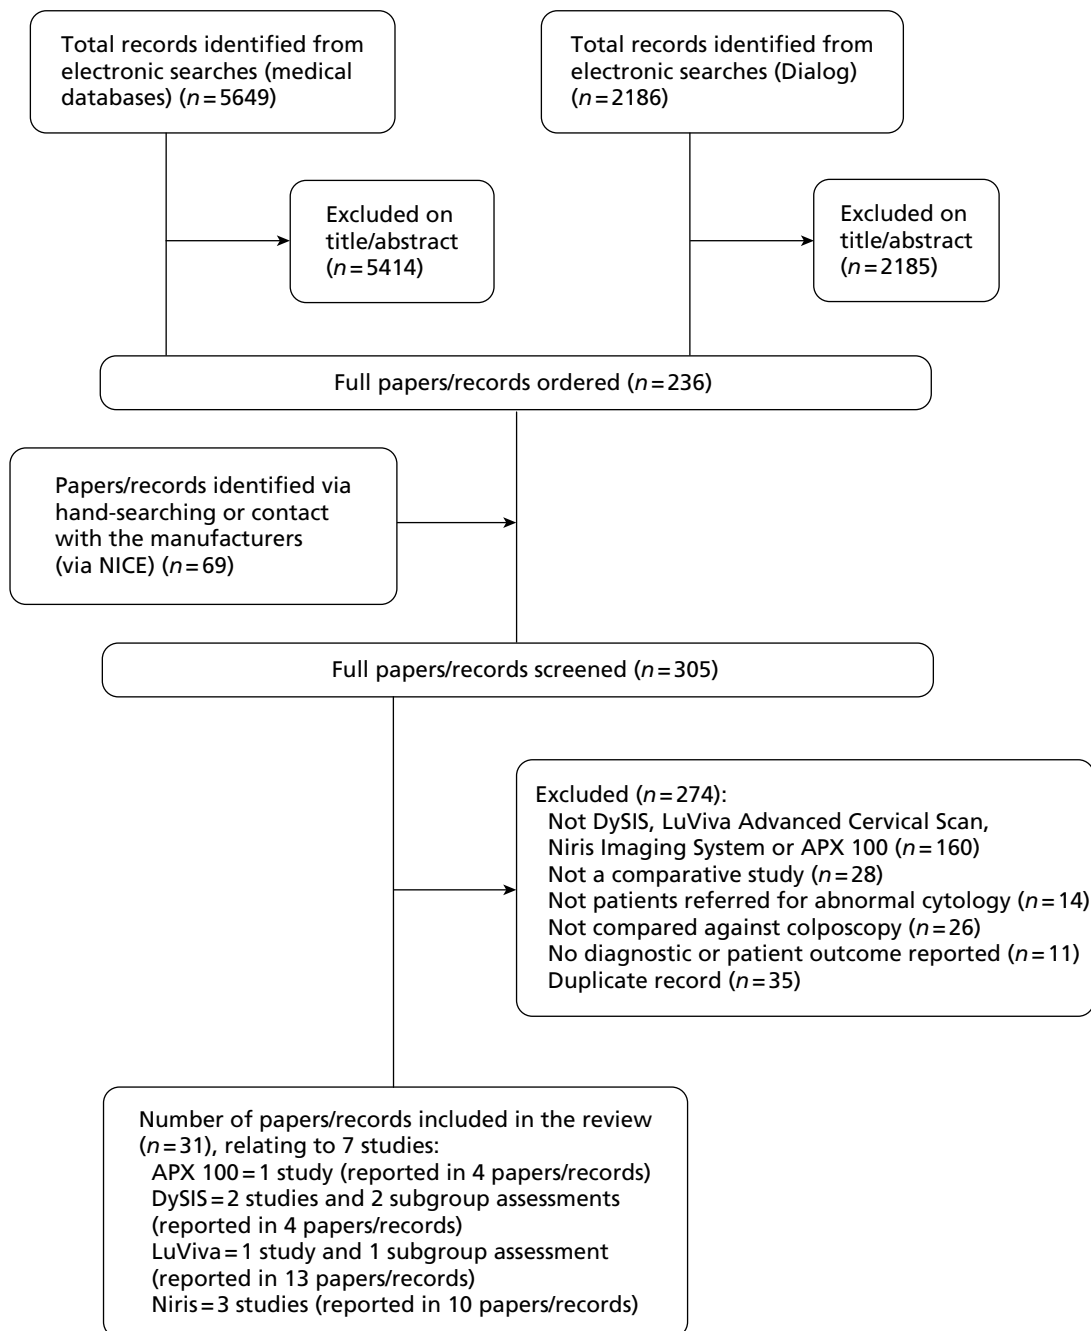 Total records identified from
electronic searches (medical
databases) (n=5649)
Total records identified from
electronic searches (Dialog)
(n=2186)
Excluded on
title/abstract
(n=5414)
Excluded on
title/abstract
(n=2185)
Full papers/records ordered (n=236)
Papers/records identified via
hand-searching or contact
with the manufacturers
(via NICE) (n=69)
Full papers/records screened (n=305)
Excluded (n=274):
Not DySIS, LuViva Advanced Cervical Scan,
Niris Imaging System or APX 100 (n=160)
Not a comparative study (n=28)
Not patients referred for abnormal cytology (n=14)
Not compared against colposcopy (n=26)
No diagnostic or patient outcome reported (n=11)
Duplicate record (n=35)
Number of papers/records included in the review
(n=31), relating to 7 studies:
APX 100=1 study (reported in 4 papers/records)
DySIS=2 studies and 2 subgroup assessments
(reported in 4 papers/records)
LuViva=1 study and 1 subgroup assessment
(reported in 13 papers/records)
Niris=3 studies (reported in 10 papers/records)